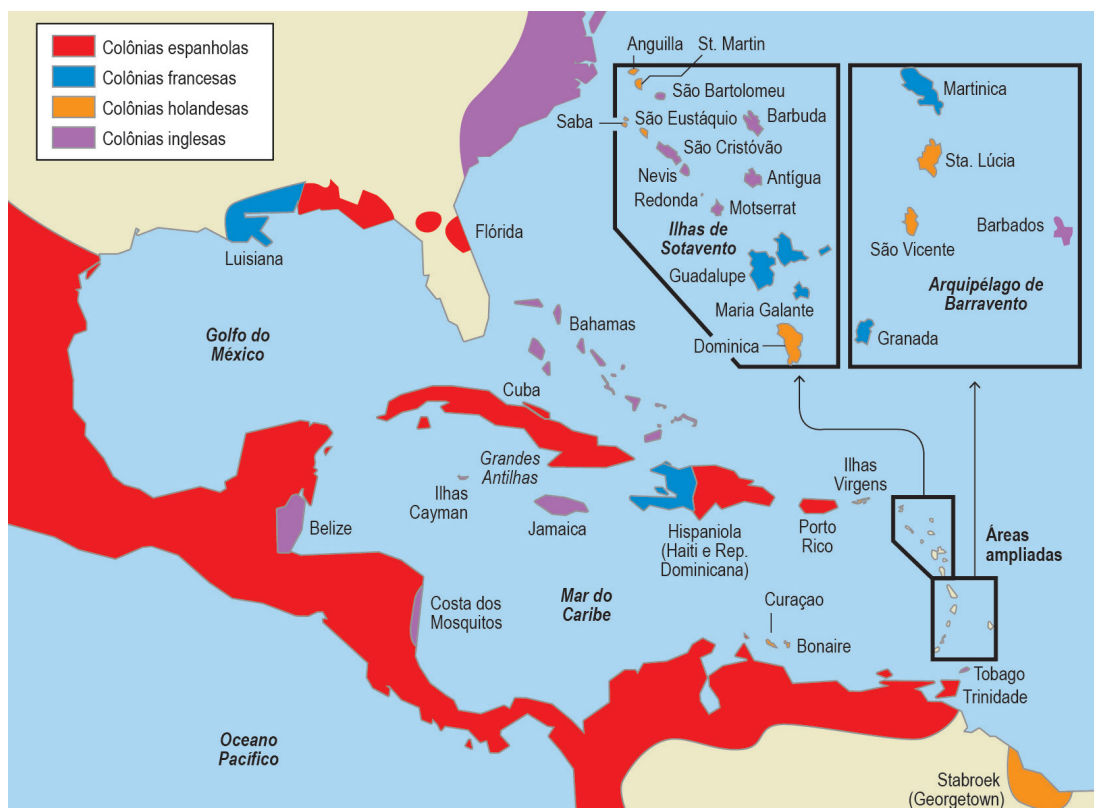 Colônias espanholas
Colônias francesas
Colônias holandesas
Colônias inglesas
Anguilla
St. Martin
São Bartolomeu
Saba
São Eustáquio
Barbuda
São Cristóvão
Nevis
Antígua
Redonda
Motserrat
Ilhas de
Sotavento
Guadalupe
Maria Galante
Dominica
Martinica
Sta. Lúcia
São Vicente
Barbados
Arquipélago de
Barravento
Granada
Luisiana
Flórida
Golfo do
México
Bahamas
Cuba
Grandes
Antilhas
Ilhas
Cayman
Jamaica
Belize
Hispaniola
(Haiti e Rep.
Dominicana)
Porto
Rico
Ilhas
Virgens
Áreas
ampliadas
Costa dos
Mosquitos
Mar do
Caribe
Curaçao
Bonaire
Tobago
Trinidade
Oceano
Pacífico
Stabroek
(Georgetown)